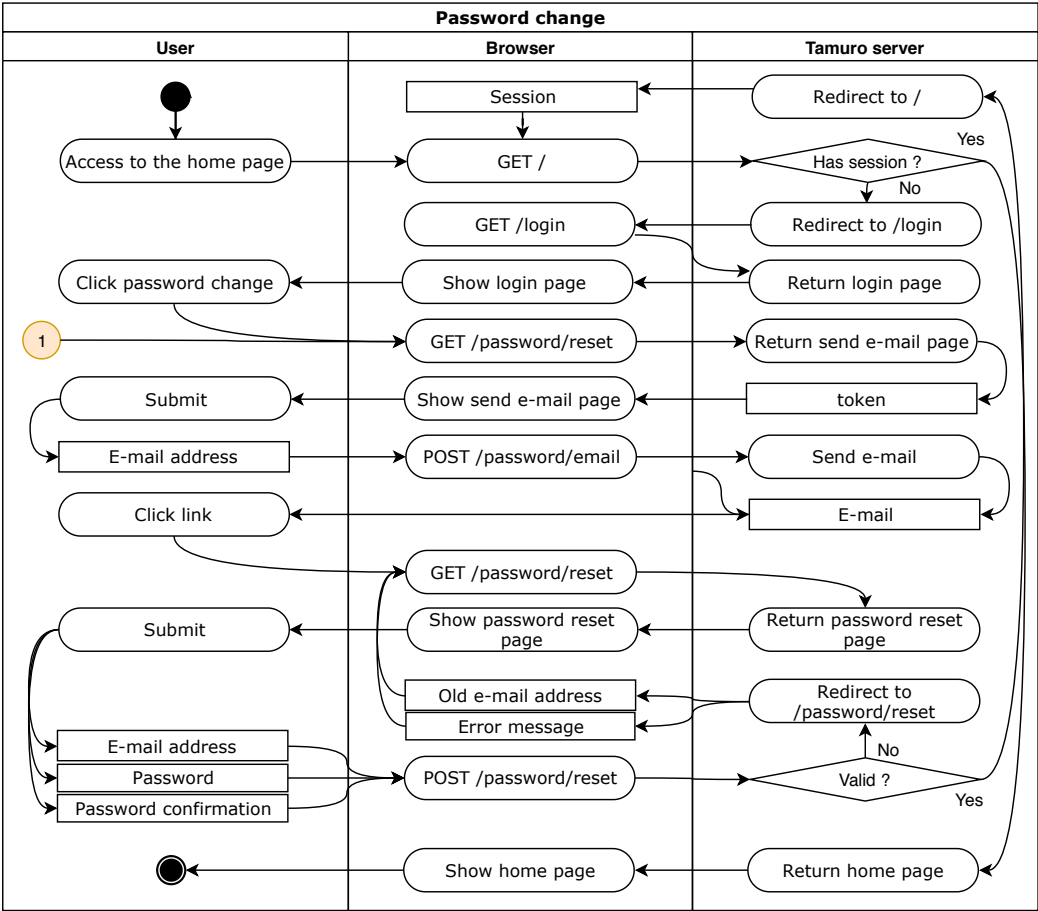 Password change
User
Browser
Tamuro server
Session
Redirect to /
Access to the home page
GET /
Has session ?
Yes
No
GET /login
Redirect to /login
Click password change
Show login page
Return login page
1
GET /password/reset
Return send e-mail page
Submit
Show send e-mail page
token
E-mail address
POST /password/email
Send e-mail
Click link
E-mail
GET /password/reset
Submit
Show password reset
page
Return password reset
page
Old e-mail address
Error message
Redirect to
/password/reset
No
E-mail address
Password
Password confirmation
POST /password/reset
Valid ?
Yes
Show home page
Return home page